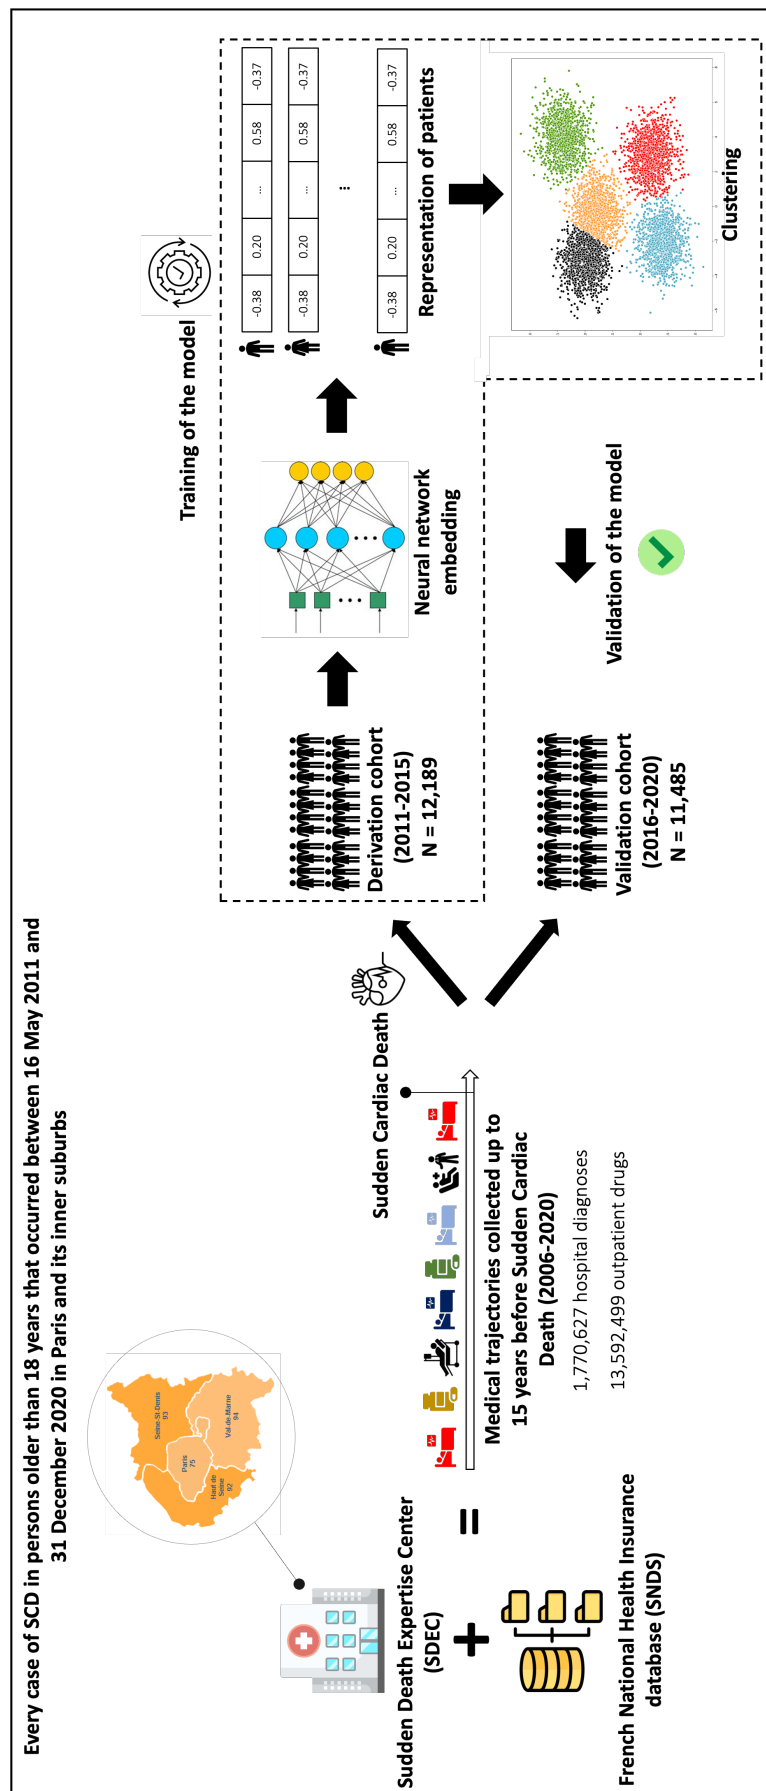 Every case of SCD in persons older than 18 years that occurred between 16 May 2011 and
31 December 2020 in Paris and its inner suburbs
Seine-St-Denis
93
Paris
75
Haut de
Seine
92
Val-de-Marne
94
Sudden Death Expertise Center
(SDEC)
French National Health Insurance
database (SNDS)
Sudden Cardiac Death
Medical trajectories collected up to
15 years before Sudden Cardiac
Death (2006-2020)
1,770,627 hospital diagnoses
13,592,499 outpatient drugs
Training of the model
Derivation cohort
(2011-2015)
N = 12,189
Neural network
embedding
-0.38 0.20 ... 0.58 -0.37
-0.38 0.20 ... 0.58 -0.37
...
-0.38 0.20 ... 0.58 -0.37
Representation of patients
Validation cohort
(2016-2020)
N = 11,485
Validation of the model
Clustering